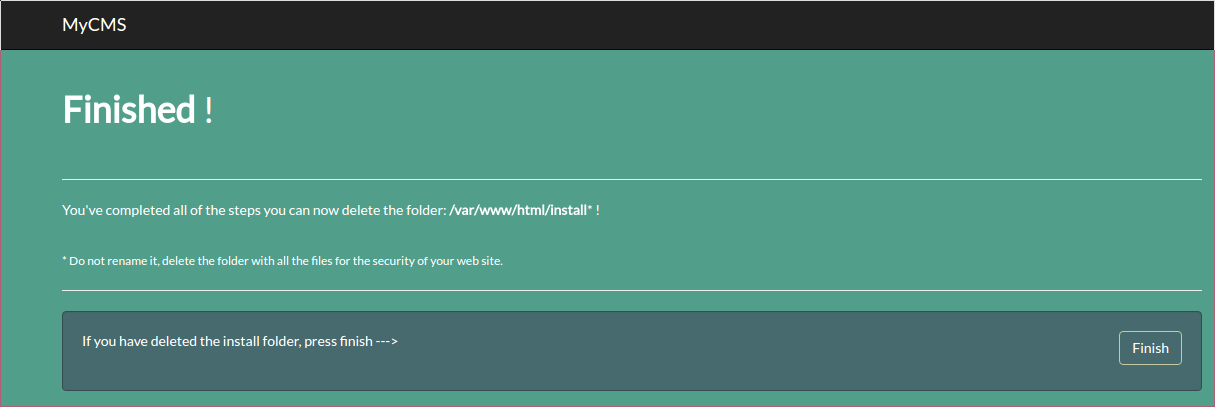 MyCMS
Finished !
You've completed all of the steps you can now delete the folder: /var/www/html/install* !
* Do not rename it, delete the folder with all the files for the security of your web site.
If you have deleted the install folder, press finish --->
Finish